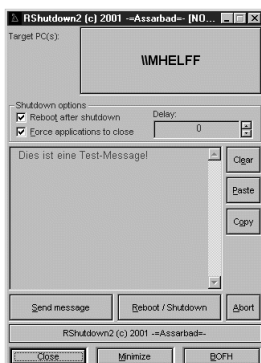 RShutdown2 (c) 2001 -=Assarbad=- [NO...
Target PC(s):
\\MHELFF
Shutdown options
Reboot after shutdown
Delay:
Force applications to close
0
Dies ist eine Test-Message!
Clear
Paste
Copy
Send message
Reboot / Shutdown
Abort
RShutdown2 (c) 2001 -=Assarbad=-
Close
Minimize
BOFH